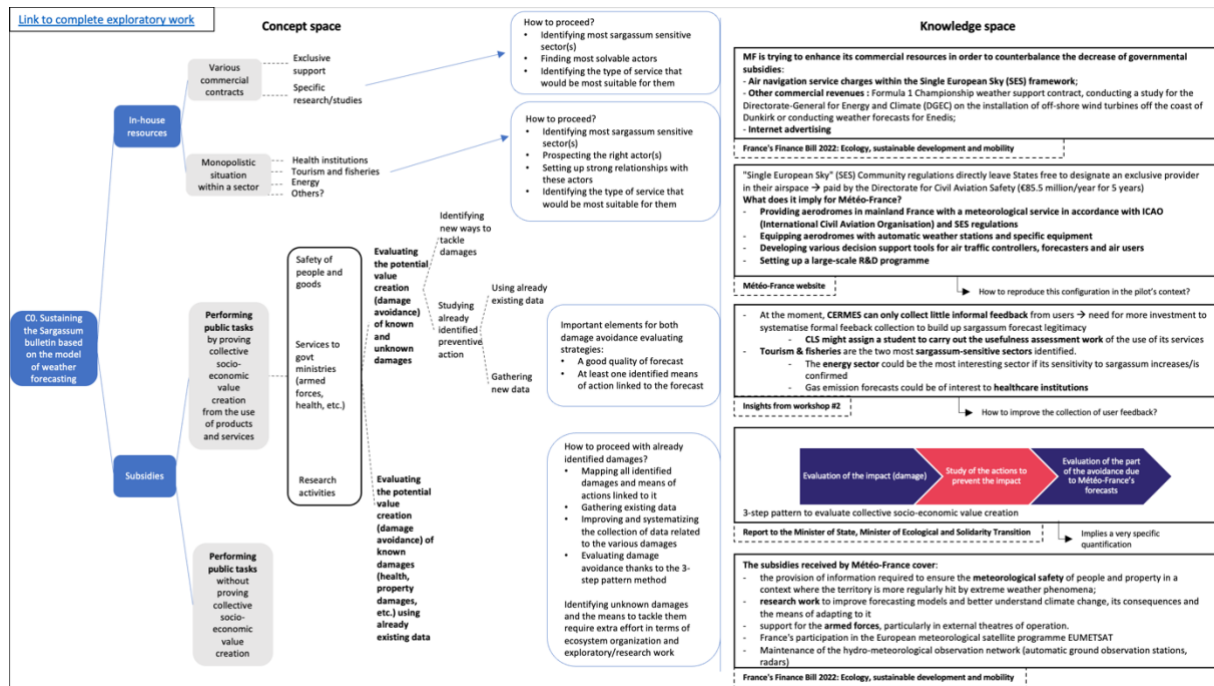 Link to complete exploratory work
Concept space
Knowledge space
C0. Sustaining
the Sargassum
bulletin based on
the model of
weather
forecasting
In-house
resources
Various
commercial
contracts
Exclusive
support
Specific
research/studies
Monopolistic
situation
within a sector
Health institutions
Tourism and fisheries
Energy
Others?
How to proceed?
• Identifying most sargassum sensitive
sector(s)
• Finding most solvable actors
• Identifying the type of service that
would be most suitable for them
How to proceed?
• Identifying most sargassum sensitive
sector(s)
• Prospecting the right actor(s)
• Setting up strong relationships with
these actors
• Identifying the type of service that
would be most suitable for them
Subsidies
Performing
public tasks
by proving
collective
socio-
economic
value
creation
from the use
of products
and services
Performing
public tasks
without
proving
collective
socio-
economic
value
creation
Safety of
people and
goods
Services to
govt
ministries
(armed
forces,
health, etc.)
Research
activities
Evaluating
the potential
value
creation
(damage
avoidance)
of known
and
unknown
damages
Identifying
new ways to
tackle
damages
Studying
already
identified
preventive
action
Using already
existing data
Gathering
new data
Evaluating
the potential
value
creation
(damage
avoidance) of
known
damages
(health,
property
damages,
etc.) using
already
existing data
Important elements for both
damage avoidance evaluating
strategies:
• A good quality of forecast
• At least one identified means
of action linked to the forecast
How to proceed with already
identified damages?
• Mapping all identified
damages and means of
actions linked to it
• Gathering existing data
• Improving and systematizing
the collection of data related
to the various damages
• Evaluating damage
avoidance thanks to the 3-
step pattern method
Identifying unknown damages
and the means to tackle them
require extra effort in terms of
ecosystem organization and
exploratory/research work
MF is trying to enhance its commercial resources in order to counterbalance the decrease of governmental
subsidies:
- Air navigation service charges within the Single European Sky (SES) framework;
- Other commercial revenues : Formula 1 Championship weather support contract, conducting a study for the
Directorate-General for Energy and Climate (DGEC) on the installation of off-shore wind turbines off the coast of
Dunkirk or conducting weather forecasts for Enedis;
- Internet advertising
France's Finance Bill 2022: Ecology, sustainable development and mobility
"Single European Sky" (SES) Community regulations directly leave States free to designate an exclusive provider
in their airspace → paid by the Directorate for Civil Aviation Safety (€85.5 million/year for 5 years)
What does it imply for Météo-France?
- Providing aerodromes in mainland France with a meteorological service in accordance with ICAO
(International Civil Aviation Organisation) and SES regulations
- Equipping aerodromes with automatic weather stations and specific equipment
- Developing various decision support tools for air traffic controllers, forecasters and air users
- Setting up a large-scale R&D programme
Météo-France website
How to reproduce this configuration in the pilot's context?
- At the moment, CERMES can only collect little informal feedback from users → need for more investment to
systematise formal feeback collection to build up sargassum forecast legitimacy
- CLS might assign a student to carry out the usefulness assessment work of the use of its services
- Tourism & fisheries are the two most sargassum-sensitive sectors identified.
- The energy sector could be the most interesting sector if its sensitivity to sargassum increases/is
confirmed
- Gas emission forecasts could be of interest to healthcare institutions
Insights from workshop #2
How to improve the collection of user feedback?
Evaluation of the impact (damage)
Study of the actions to
prevent the impact
Evaluation of the part
of the avoidance due
to Météo-France's
forecasts
3-step pattern to evaluate collective socio-economic value creation
Report to the Minister of State, Minister of Ecological and Solidarity Transition
Implies a very specific
quantification
The subsidies received by Météo-France cover:
- the provision of information required to ensure the meteorological safety of people and property in a
context where the territory is more regularly hit by extreme weather phenomena;
- research work to improve forecasting models and better understand climate change, its consequences and
the means of adapting to it
- support for the armed forces, particularly in external theatres of operation.
- France's participation in the European meteorological satellite programme EUMETSAT
- Maintenance of the hydro-meteorological observation network (automatic ground observation stations,
radars)
France's Finance Bill 2022: Ecology, sustainable development and mobility